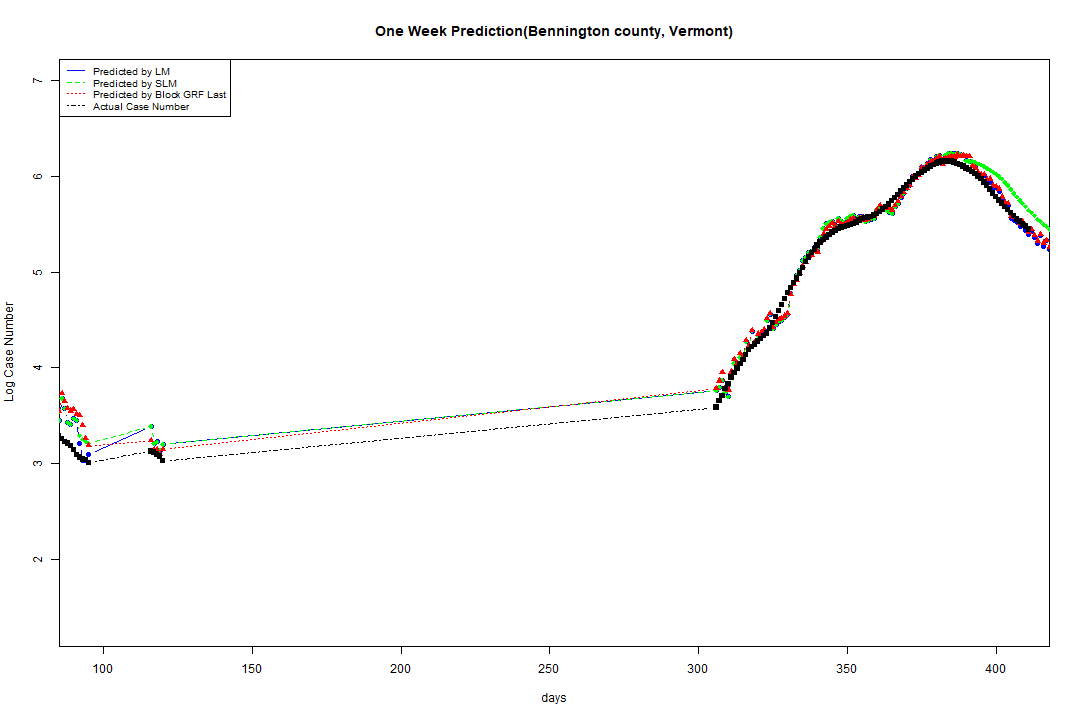 One Week Prediction(Bennington county, Vermont)
Predicted by LM
Predicted by SLM
Predicted by Block GRF Last
Actual Case Number
7
6
5
4
3
2
Log Case Number
100 150 200 250 300 350 400
days